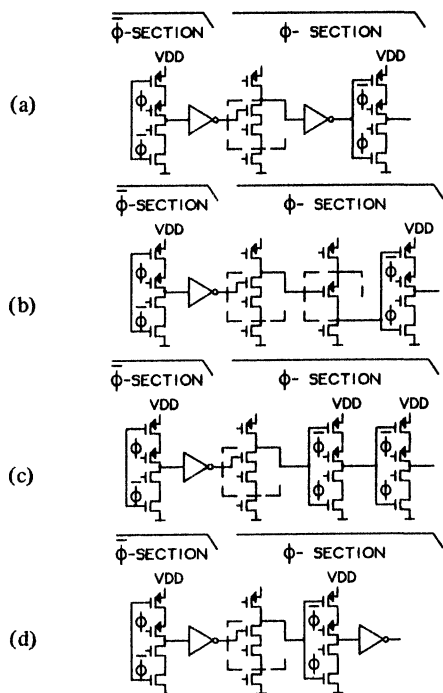 φ̄-SECTION φ- SECTION
VDD VDD
(a) φ φ̄
φ̄ φ
φ̄-SECTION φ- SECTION
VDD VDD
(b) φ φ̄
φ̄ φ
φ̄-SECTION φ- SECTION
VDD VDD VDD
(c) φ φ̄ φ̄
φ̄ φ φ
φ̄-SECTION φ- SECTION
VDD VDD
(d) φ φ̄
φ̄ φ